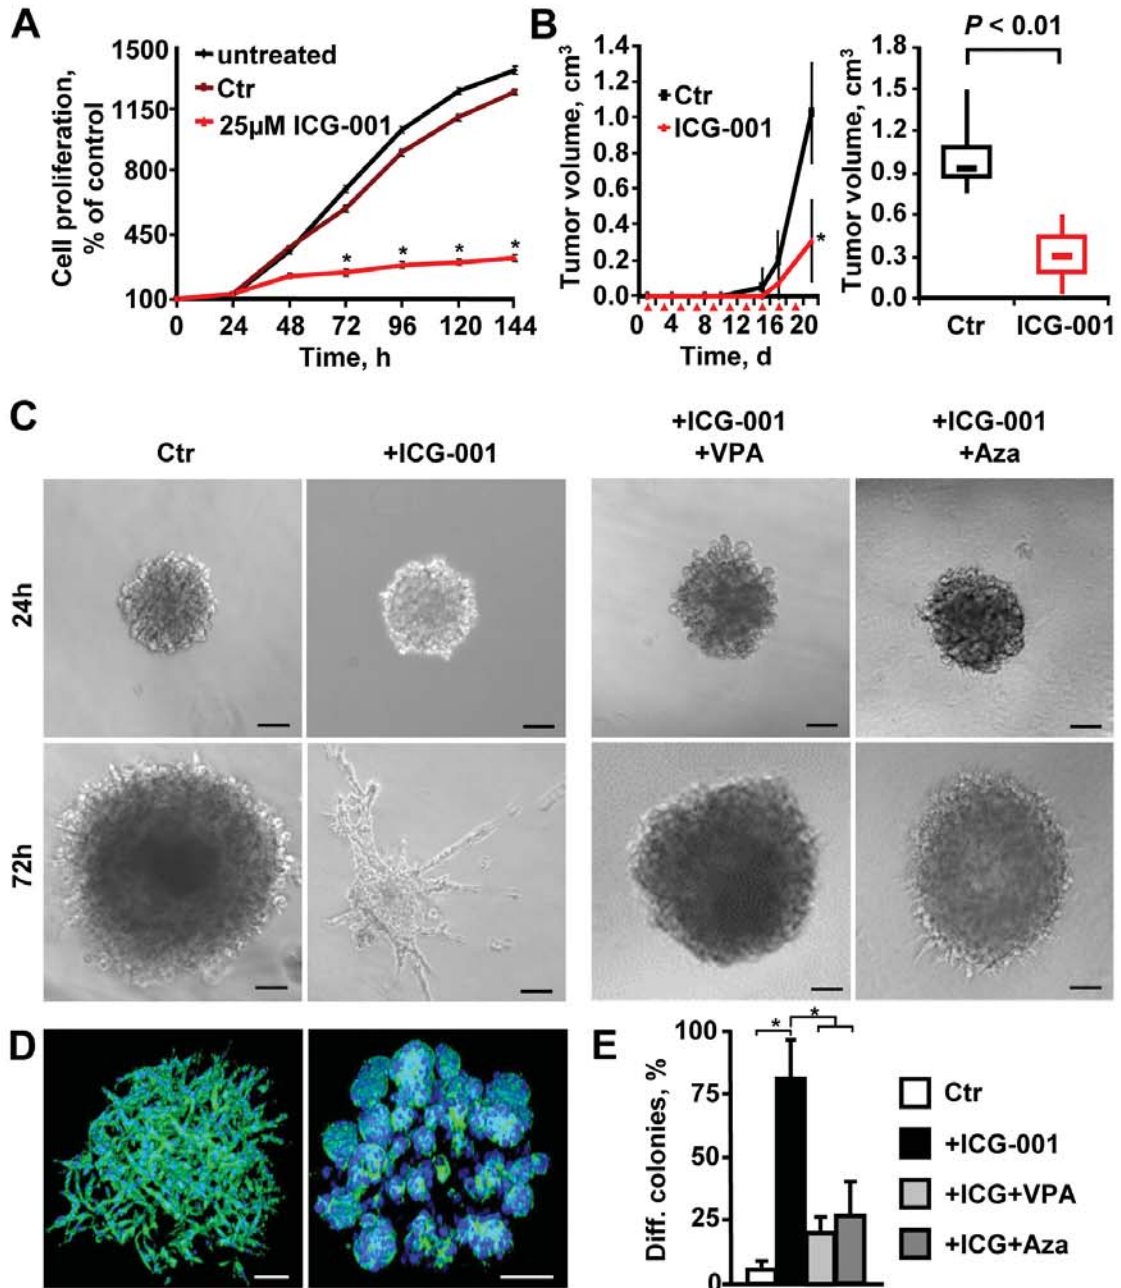 A
Cell proliferation,
% of control
1500
1150
800
450
100
untreated
Ctr
25μM ICG-001
*
*
*
*
0 24 48 72 96 120 144
Time, h
B
Tumor volume, cm3
1.4
1.2
1.0
0.8
0.6
0.4
0.2
0.0
Ctr
ICG-001
*
0 4 8 12 16 20
Time, d
P < 0.01
Tumor volume, cm3
1.8
1.5
1.2
0.9
0.6
0.3
0.0
Ctr ICG-001
C
Ctr
+ICG-001
+ICG-001
+VPA
+ICG-001
+Aza
24h
72h
D
E
Diff. colonies, %
100
75
50
25
0
*
*
Ctr
+ICG-001
+ICG+VPA
+ICG+Aza